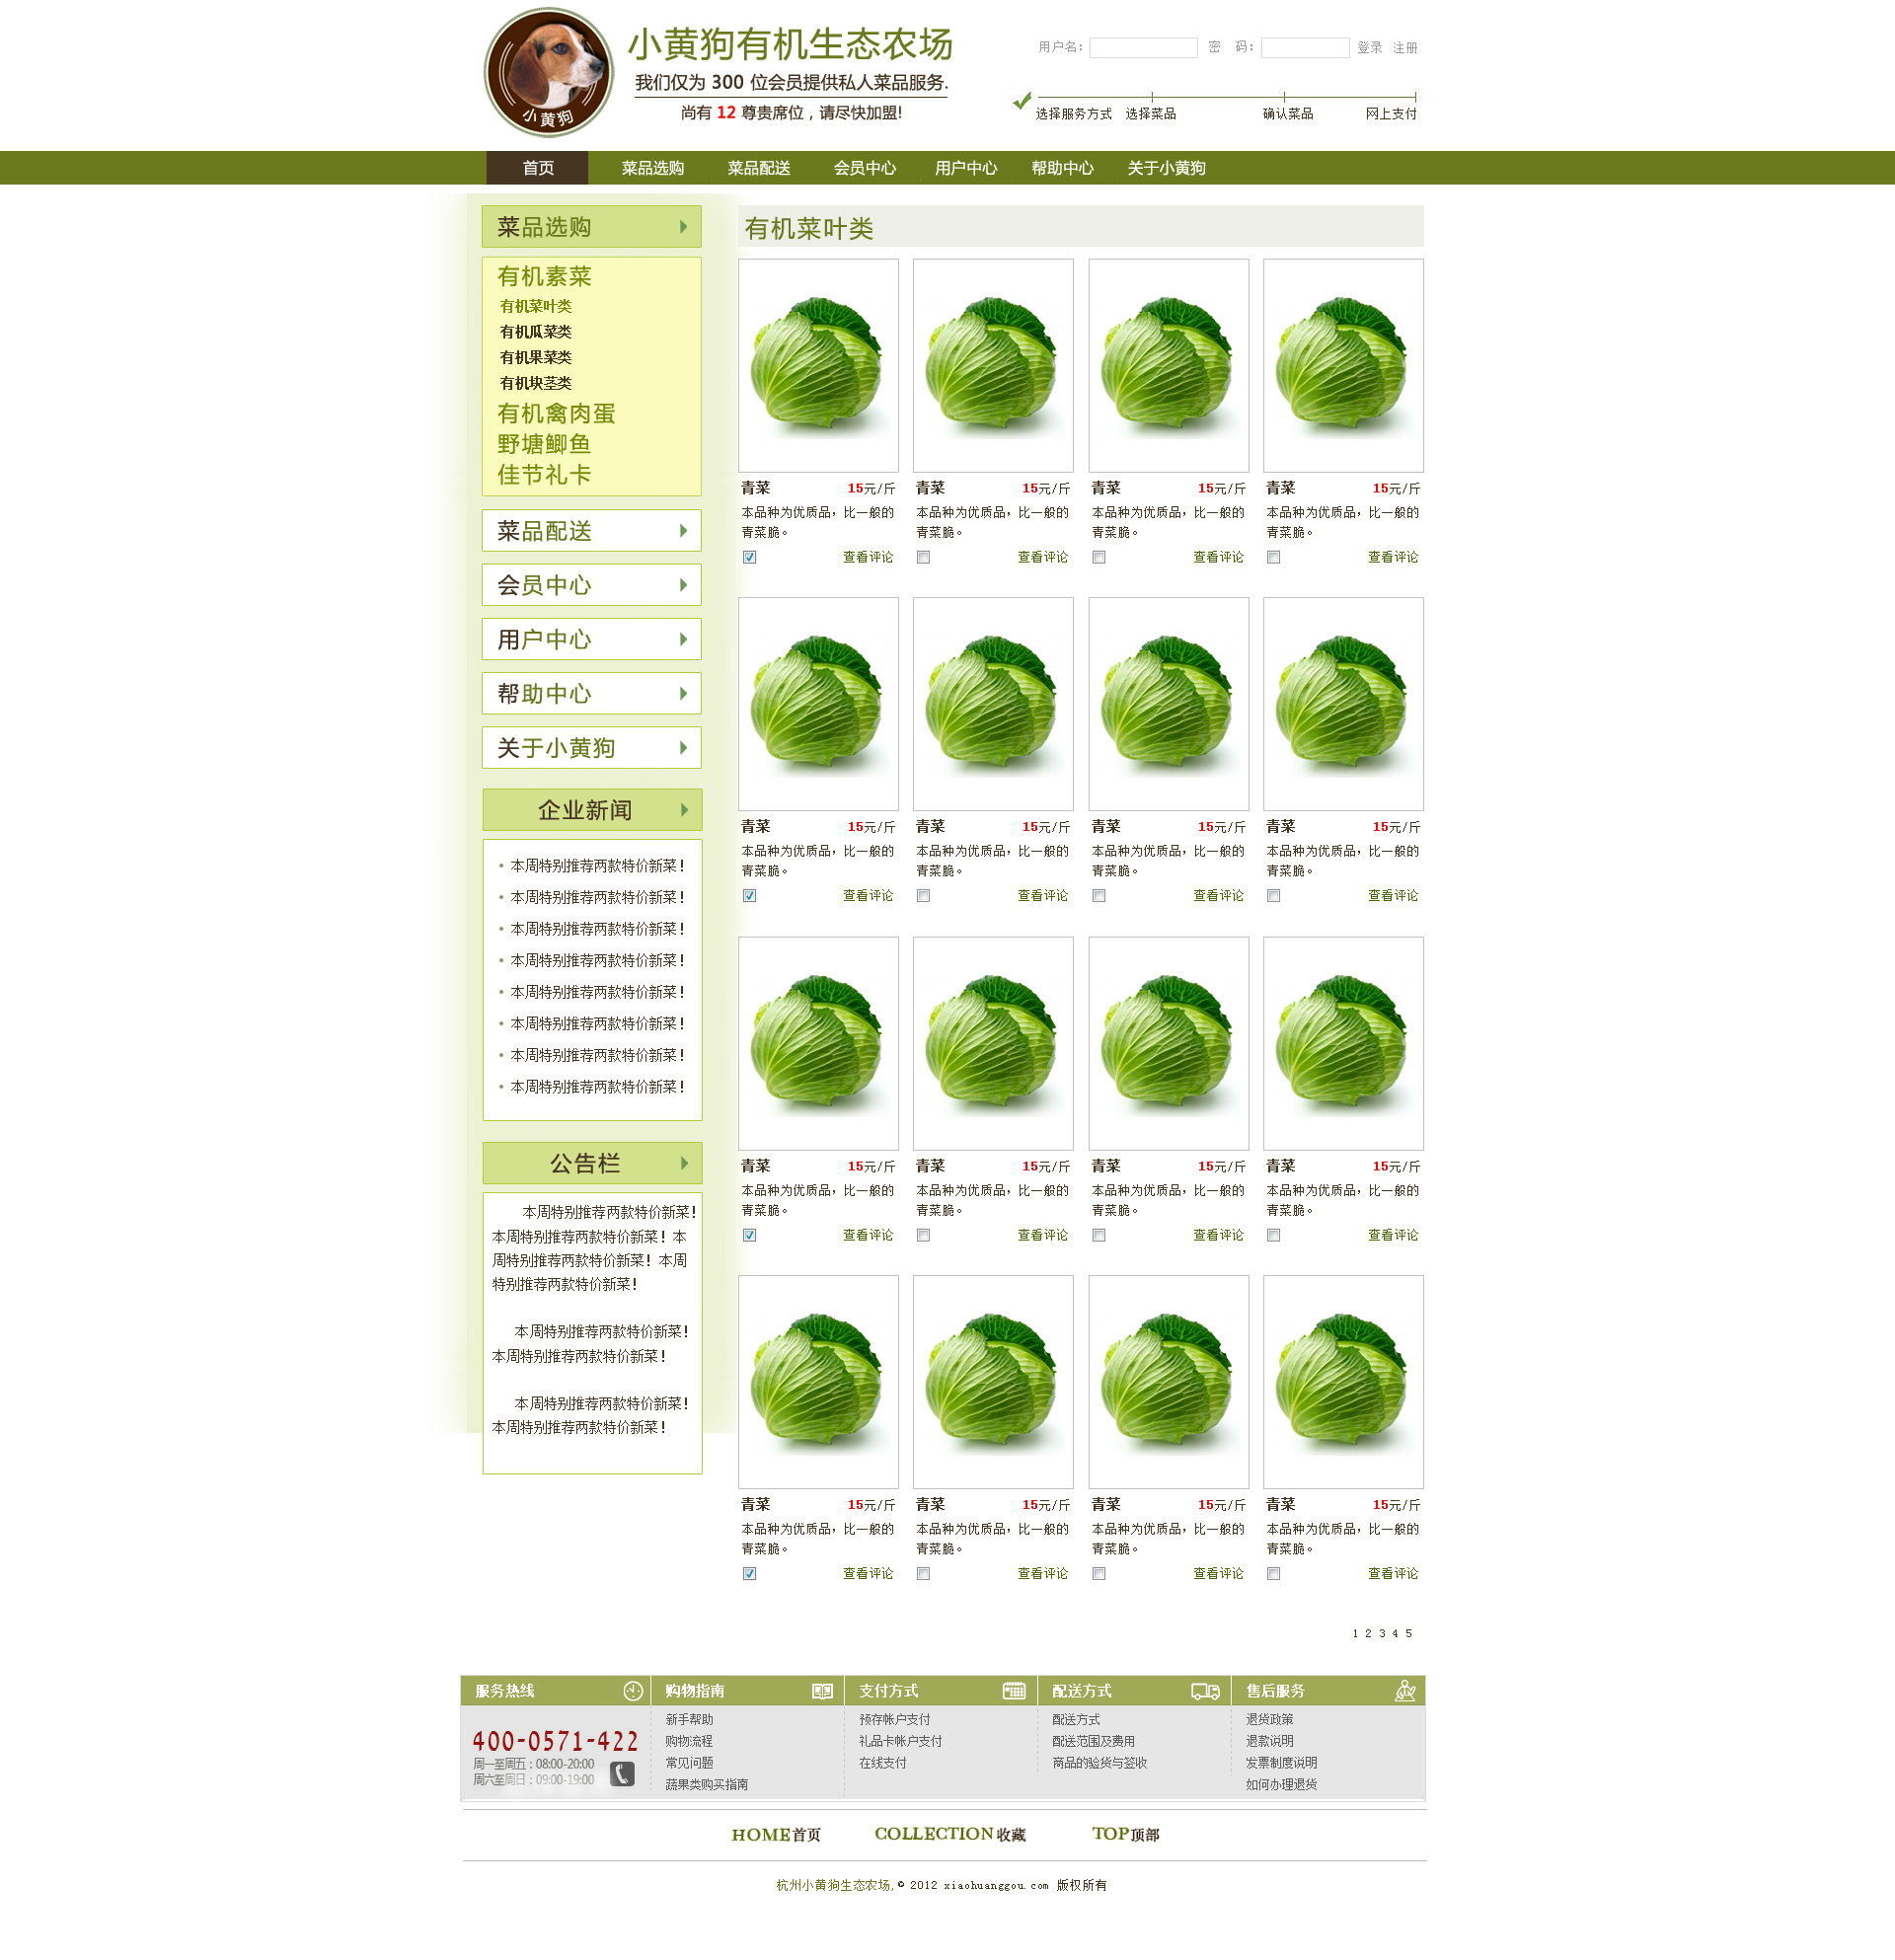 小黄狗有机生态农场
我们仅为 300 位会员提供私人菜品服务.
尚有 12 尊贵席位，请尽快加盟!
小黄狗
用户名: 密 码: 登录 注册
选择服务方式 选择菜品 确认菜品 网上支付
首页 菜品选购 菜品配送 会员中心 用户中心 帮助中心 关于小黄狗
菜品选购
有机素菜
有机菜叶类
有机瓜菜类
有机果菜类
有机块茎类
有机禽肉蛋
野塘鲫鱼
佳节礼卡
菜品配送
会员中心
用户中心
帮助中心
关于小黄狗
企业新闻
• 本周特别推荐两款特价新菜!
• 本周特别推荐两款特价新菜!
• 本周特别推荐两款特价新菜!
• 本周特别推荐两款特价新菜!
• 本周特别推荐两款特价新菜!
• 本周特别推荐两款特价新菜!
• 本周特别推荐两款特价新菜!
• 本周特别推荐两款特价新菜!
公告栏
本周特别推荐两款特价新菜!
本周特别推荐两款特价新菜! 本
周特别推荐两款特价新菜! 本周
特别推荐两款特价新菜!
本周特别推荐两款特价新菜!
本周特别推荐两款特价新菜!
本周特别推荐两款特价新菜!
本周特别推荐两款特价新菜!
有机菜叶类
青菜 15元/斤 青菜 15元/斤 青菜 15元/斤 青菜 15元/斤
本品种为优质品，比一般的 本品种为优质品，比一般的 本品种为优质品，比一般的 本品种为优质品，比一般的
青菜脆。 青菜脆。 青菜脆。 青菜脆。
查看评论 查看评论 查看评论 查看评论
青菜 15元/斤 青菜 15元/斤 青菜 15元/斤 青菜 15元/斤
本品种为优质品，比一般的 本品种为优质品，比一般的 本品种为优质品，比一般的 本品种为优质品，比一般的
青菜脆。 青菜脆。 青菜脆。 青菜脆。
查看评论 查看评论 查看评论 查看评论
青菜 15元/斤 青菜 15元/斤 青菜 15元/斤 青菜 15元/斤
本品种为优质品，比一般的 本品种为优质品，比一般的 本品种为优质品，比一般的 本品种为优质品，比一般的
青菜脆。 青菜脆。 青菜脆。 青菜脆。
查看评论 查看评论 查看评论 查看评论
青菜 15元/斤 青菜 15元/斤 青菜 15元/斤 青菜 15元/斤
本品种为优质品，比一般的 本品种为优质品，比一般的 本品种为优质品，比一般的 本品种为优质品，比一般的
青菜脆。 青菜脆。 青菜脆。 青菜脆。
查看评论 查看评论 查看评论 查看评论
1 2 3 4 5
服务热线
400-0571-422
周一至周五：08:00-20:00
周六至周日：09:00-19:00
购物指南
新手帮助
购物流程
常见问题
蔬果类购买指南
支付方式
预存帐户支付
礼品卡帐户支付
在线支付
配送方式
配送方式
配送范围及费用
商品的验货与签收
售后服务
退货政策
退款说明
发票制度说明
如何办理退货
HOME首页 COLLECTION收藏 TOP顶部
杭州小黄狗生态农场,© 2012 xiaohuanggou.com 版权所有